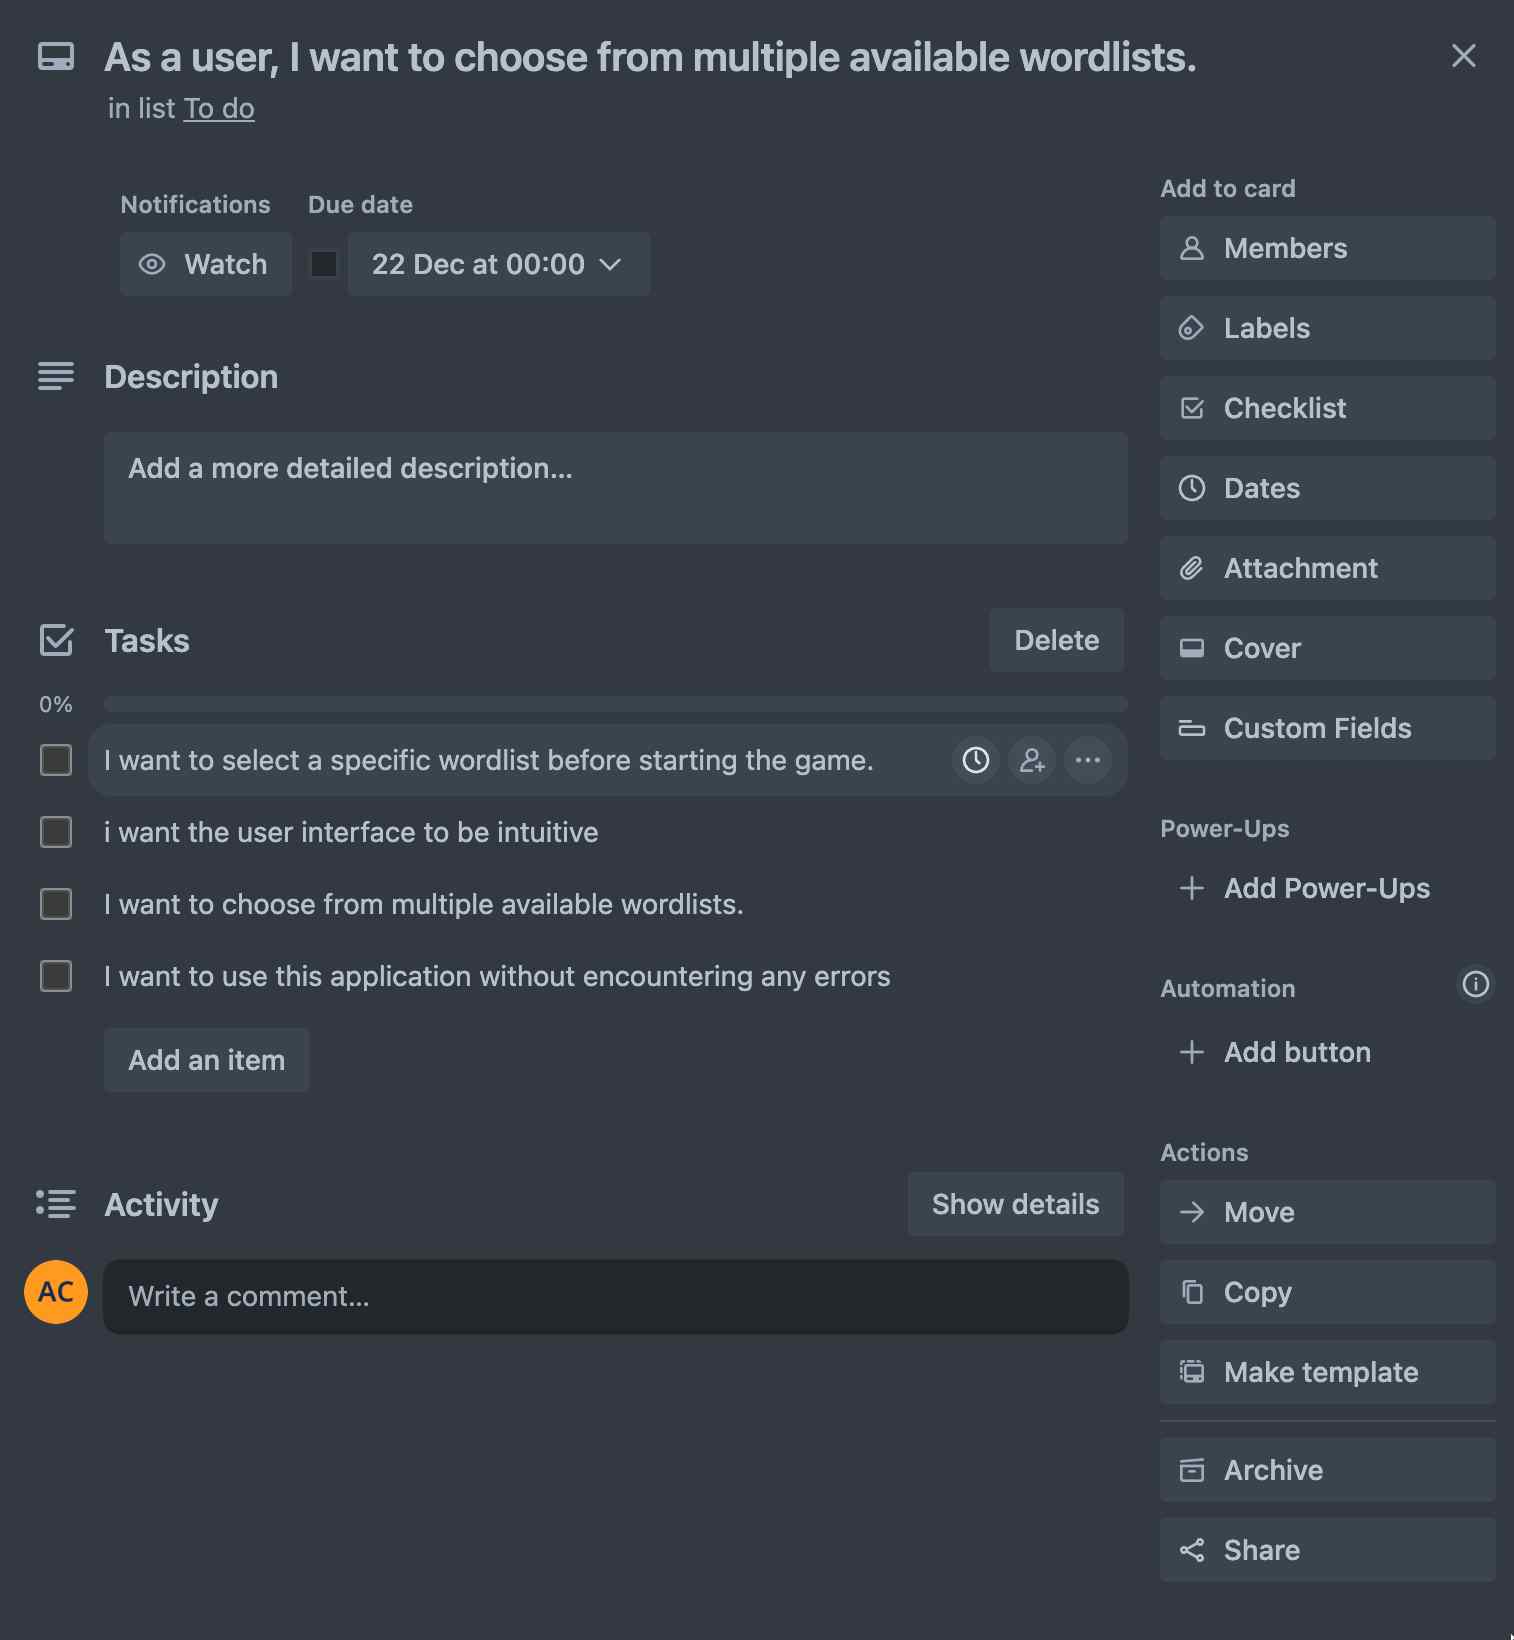 As a user, I want to choose from multiple available wordlists.
in list To do
Notifications
Due date
Watch
22 Dec at 00:00
Description
Add a more detailed description...
Tasks
Delete
0%
I want to select a specific wordlist before starting the game.
i want the user interface to be intuitive
I want to choose from multiple available wordlists.
I want to use this application without encountering any errors
Add an item
Activity
Show details
AC
Write a comment...
Add to card
Members
Labels
Checklist
Dates
Attachment
Cover
Custom Fields
Power-Ups
Add Power-Ups
Automation
Add button
Actions
Move
Copy
Make template
Archive
Share